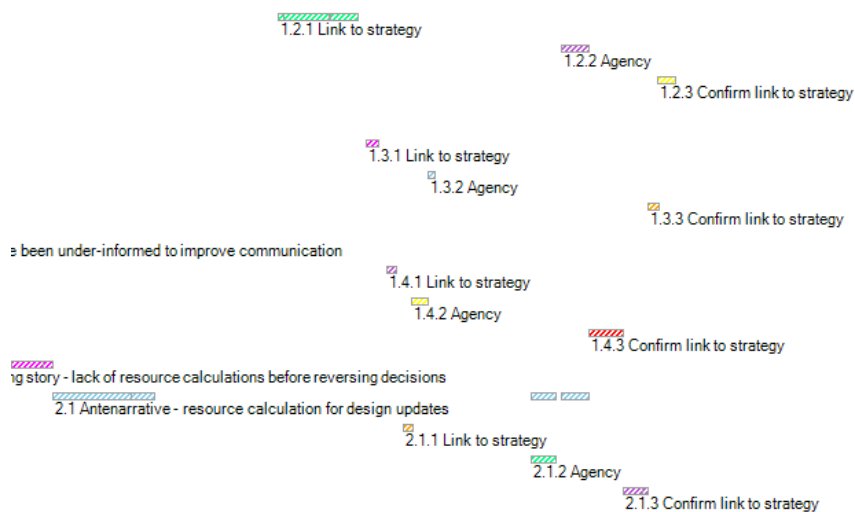 1.2.1 Link to strategy
1.2.2 Agency
1.2.3 Confirm link to strategy
1.3.1 Link to strategy
1.3.2 Agency
1.3.3 Confirm link to strategy
been under-informed to improve communication
1.4.1 Link to strategy
1.4.2 Agency
1.4.3 Confirm link to strategy
story - lack of resource calculations before reversing decisions
2.1 Antenarrative - resource calculation for design updates
2.1.1 Link to strategy
2.1.2 Agency
2.1.3 Confirm link to strategy